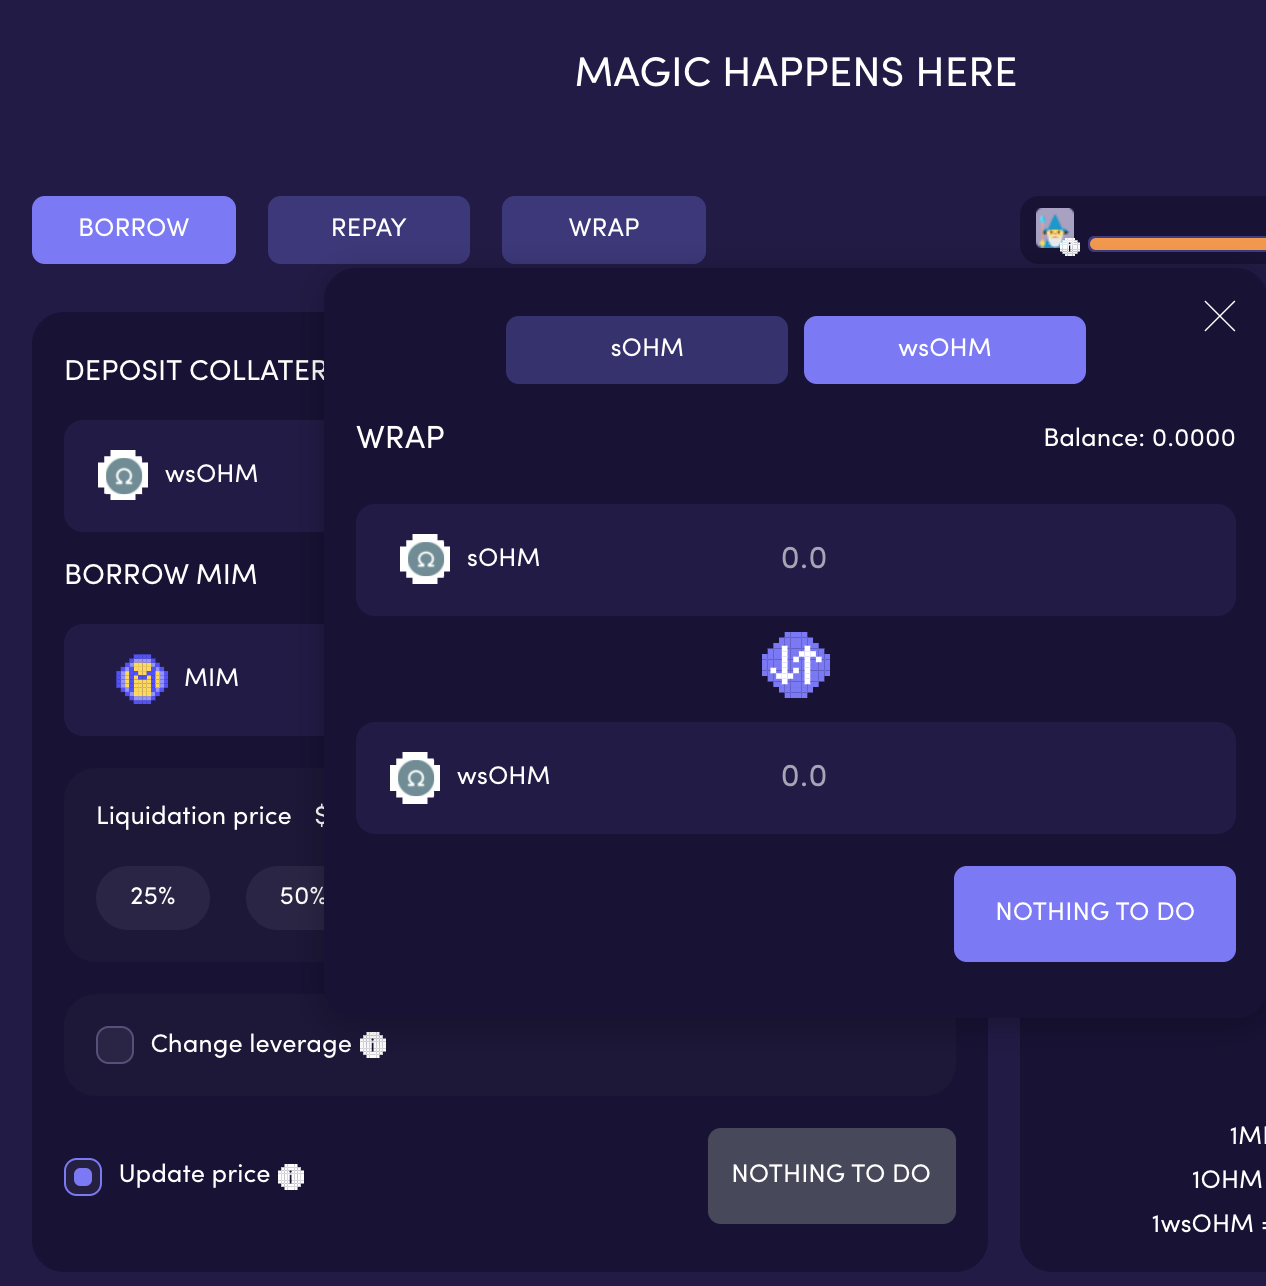 MAGIC HAPPENS HERE
BORROW
REPAY
WRAP
sOHM
wsOHM
DEPOSIT COLLATER
WRAP
Balance: 0.0000
wsOHM
sOHM
0.0
BORROW MIM
MIM
wsOHM
0.0
Liquidation price $
25%
50%
NOTHING TO DO
Change leverage
Update price
NOTHING TO DO
1MI
1OHM
1wsOHM =